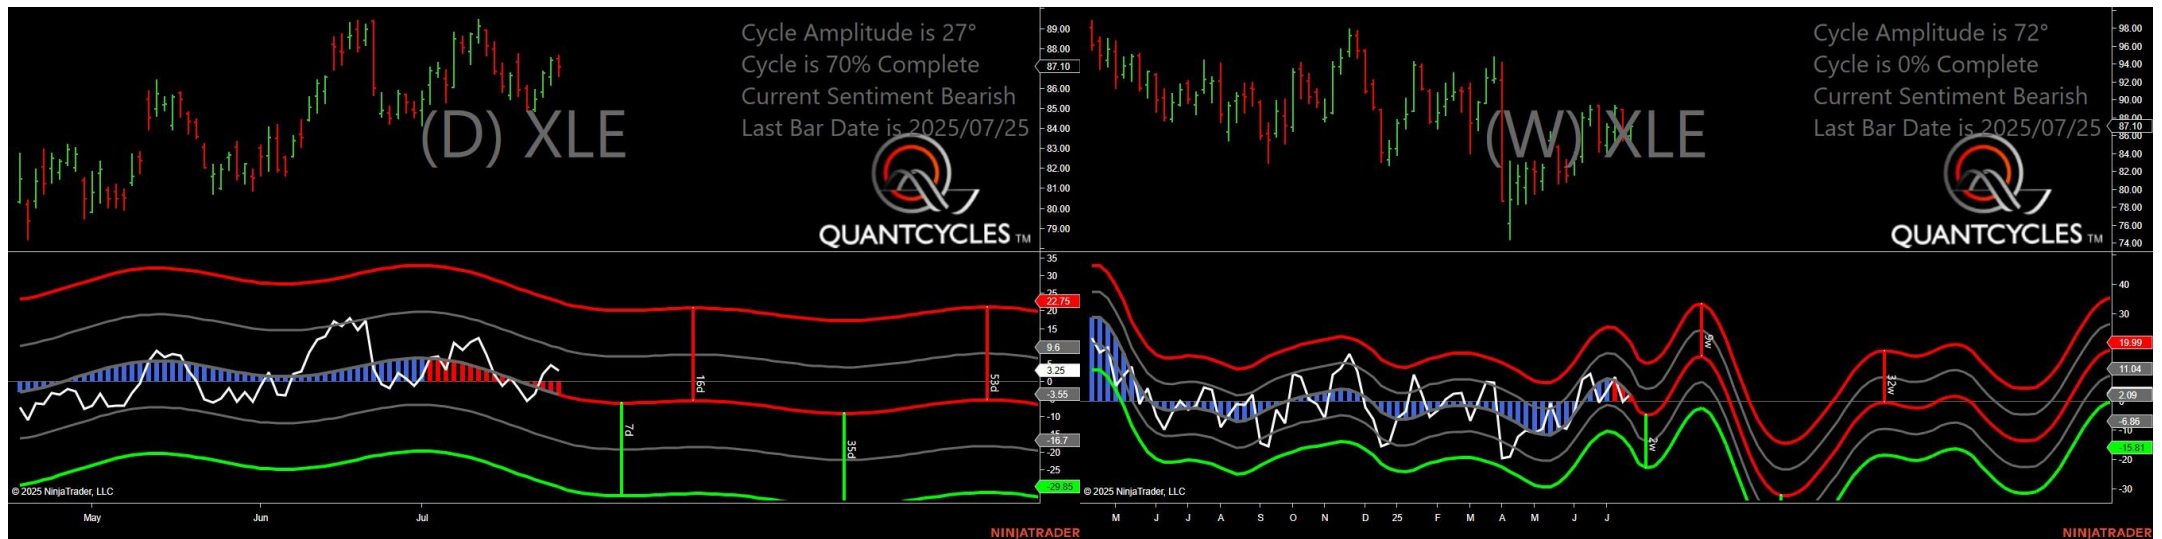 Cycle Amplitude is 27°
Cycle is 70% Complete
Current Sentiment Bearish
Last Bar Date is 2025/07/25
(D) XLE
QUANTCYCLES TM
89.00
88.00
87.10
86.00
85.00
84.00
83.00
82.00
81.00
80.00
79.00
35
30
25
22.75
20
15
9.6
5
3.25
0
-3.55
-10
-16.7
-20
-25
-29.85
7d
16d
35d
53d
© 2025 NinjaTrader, LLC
May Jun Jul
NINJATRADER
Cycle Amplitude is 72°
Cycle is 0% Complete
Current Sentiment Bearish
Last Bar Date is 2025/07/25
(W) XLE
QUANTCYCLES TM
98.00
96.00
94.00
92.00
90.00
88.00
87.10
86.00
84.00
82.00
80.00
78.00
76.00
74.00
40
30
19.99
11.04
2.09
-6.86
-10
-15.81
-20
-30
2w
9w
32w
© 2025 NinjaTrader, LLC
M J J A S O N D 25 F M A M J J
NINJATRADER